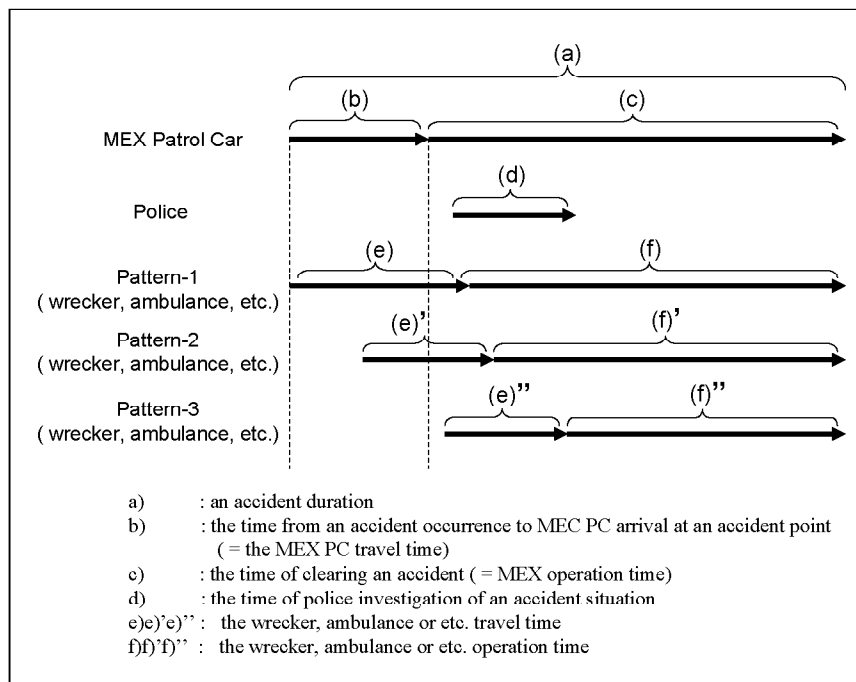 (a)
(b) (c)
MEX Patrol Car
(d)
Police
(e) (f)
Pattern-1
( wrecker, ambulance, etc.)
(e)’ (f)’
Pattern-2
( wrecker, ambulance, etc.)
(e)’’ (f)’’
Pattern-3
( wrecker, ambulance, etc.)
a) : an accident duration
b) : the time from an accident occurrence to MEC PC arrival at an accident point
( = the MEX PC travel time)
c) : the time of clearing an accident ( = MEX operation time)
d) : the time of police investigation of an accident situation
e)e)’e)’’ : the wrecker, ambulance or etc. travel time
f)f)’f)’’ : the wrecker, ambulance or etc. operation time